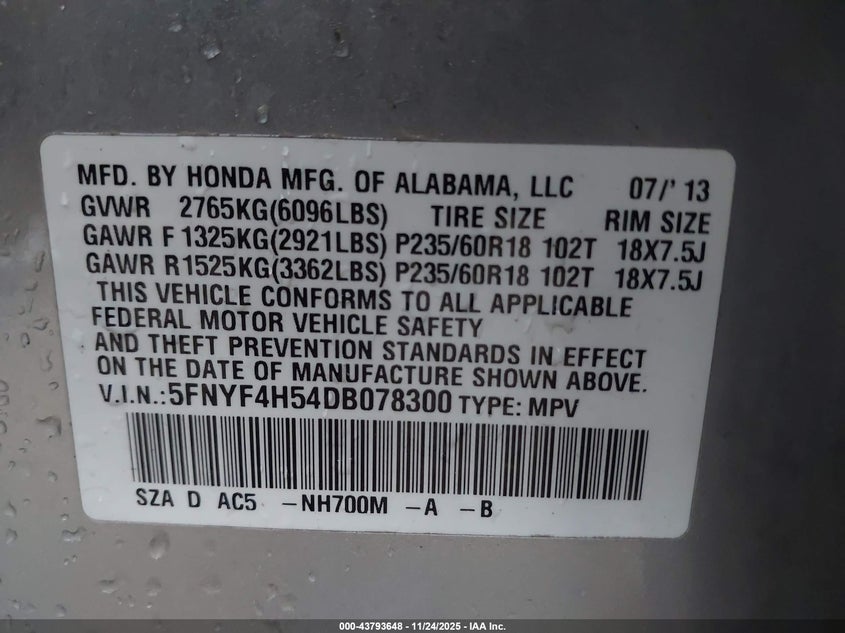 MFD. BY HONDA MFG. OF ALABAMA, LLC 07/' 13
GVWR 2765KG(6096LBS) TIRE SIZE RIM SIZE
GAWR F1325KG(2921LBS) P235/60R18 102T 18X7.5J
GAWR R1525KG(3362LBS) P235/60R18 102T 18X7.5J
THIS VEHICLE CONFORMS TO ALL APPLICABLE
FEDERAL MOTOR VEHICLE SAFETY
AND THEFT PREVENTION STANDARDS IN EFFECT
ON THE DATE OF MANUFACTURE SHOWN ABOVE.
V.I.N.:5FNYF4H54DB078300 TYPE: MPV
SZA D AC5 -NH700M -A -B
000-43793648 - 11/24/2025 - IAA Inc.